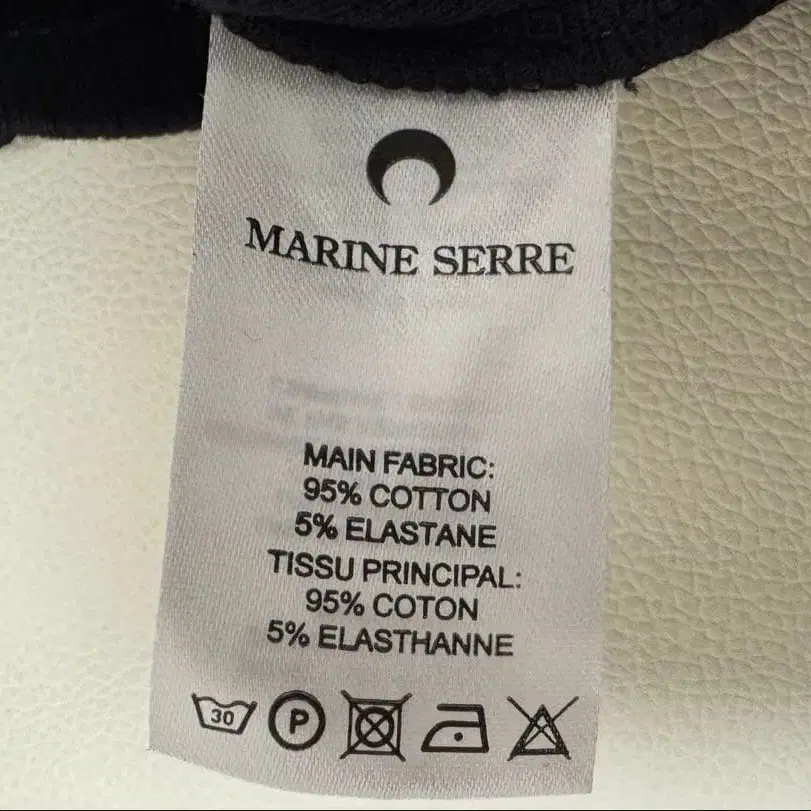 MARINE SERRE
MAIN FABRIC:
95% COTTON
5% ELASTANE
TISSU PRINCIPAL:
95% COTON
5% ELASTHANNE
30 P